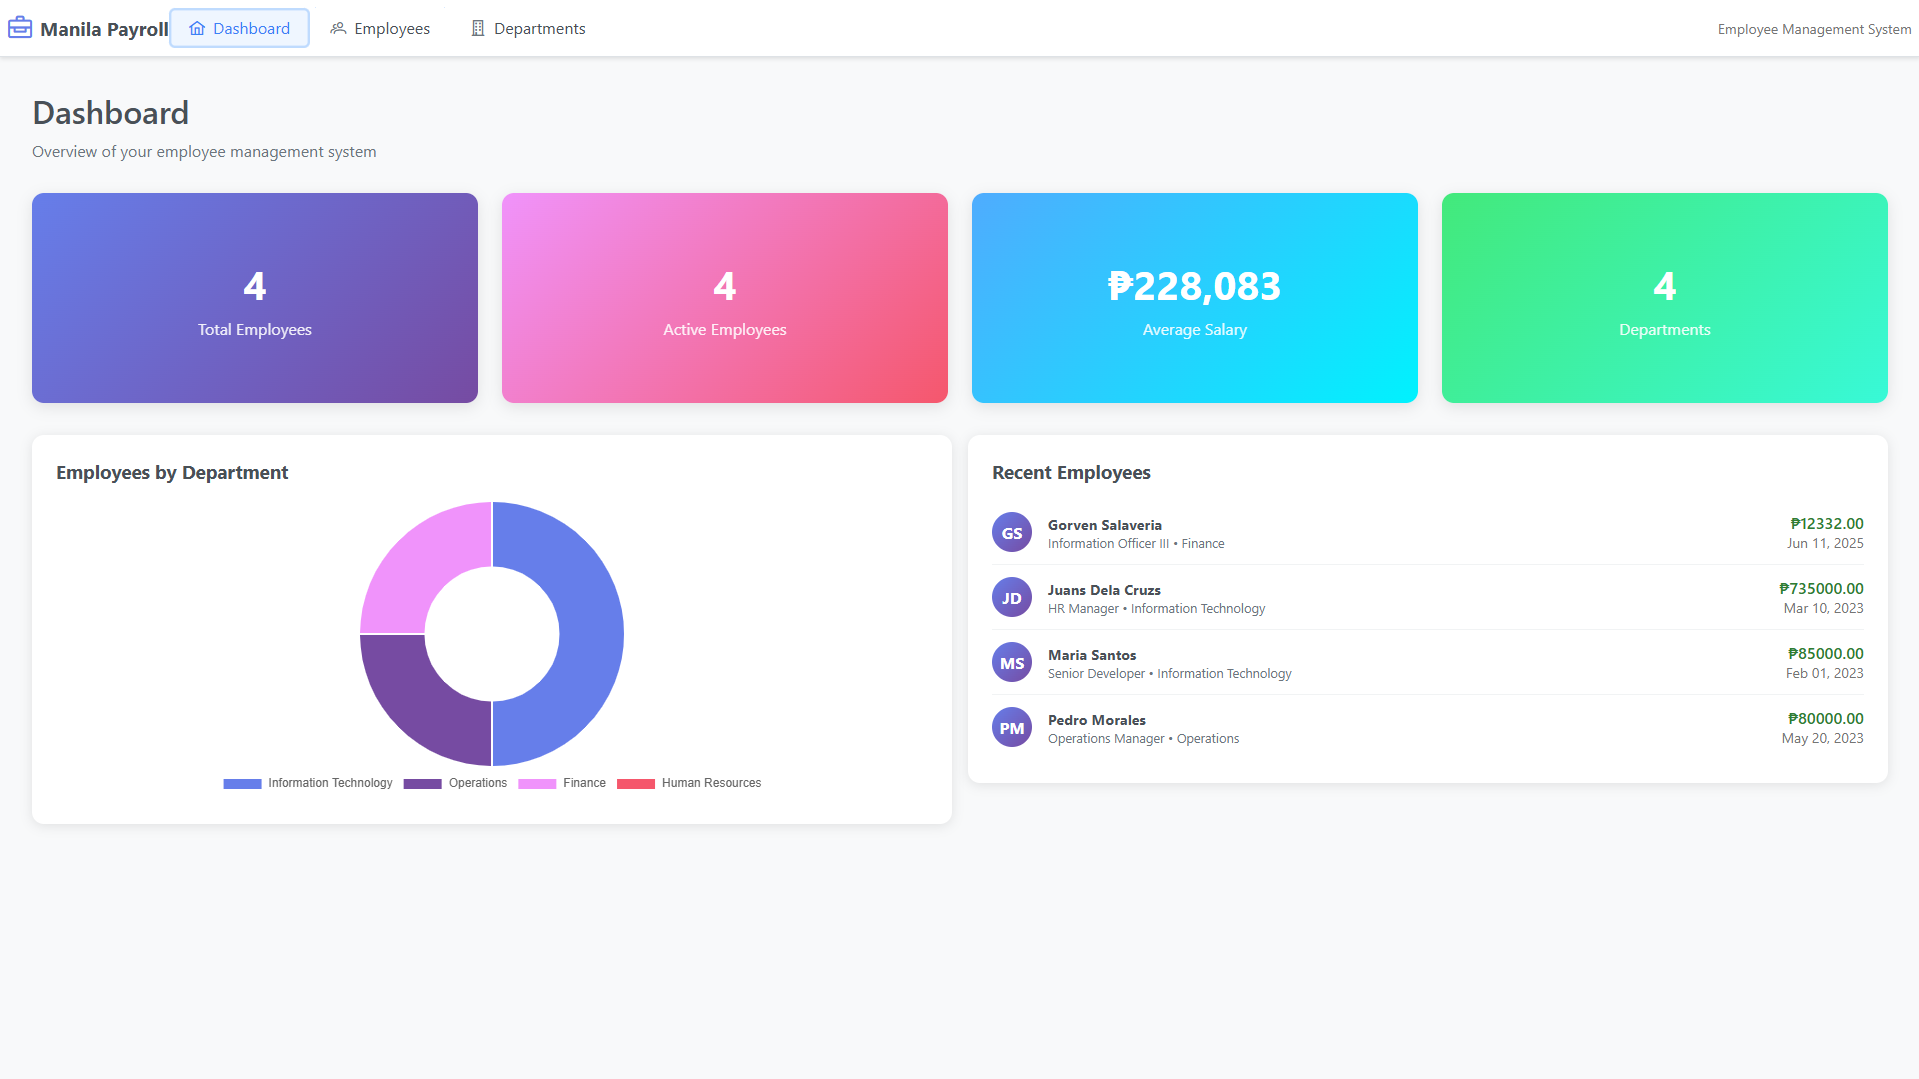 Manila Payroll
Dashboard
Employees
Departments
Employee Management System
Dashboard
Overview of your employee management system
4
Total Employees
4
Active Employees
₱228,083
Average Salary
4
Departments
Employees by Department
Information Technology
Operations
Finance
Human Resources
Recent Employees
GS
Gorven Salaveria
Information Officer III • Finance
₱12332.00
Jun 11, 2025
JD
Juans Dela Cruzs
HR Manager • Information Technology
₱735000.00
Mar 10, 2023
MS
Maria Santos
Senior Developer • Information Technology
₱85000.00
Feb 01, 2023
PM
Pedro Morales
Operations Manager • Operations
₱80000.00
May 20, 2023